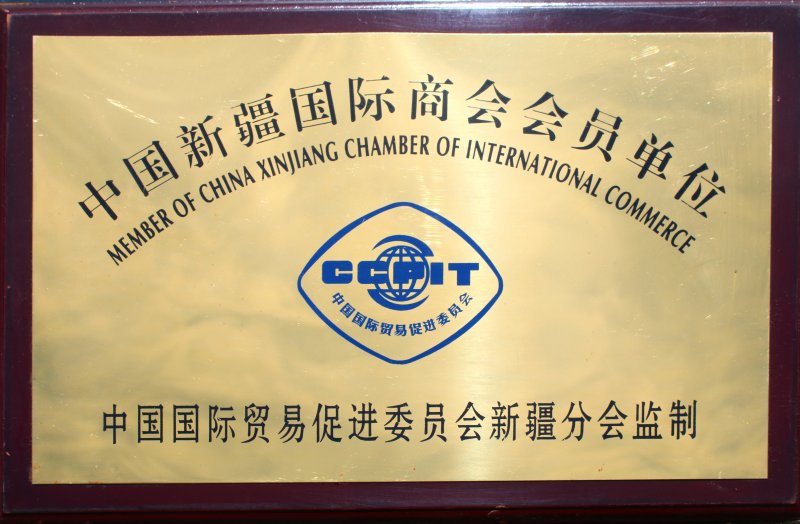 中国新疆国际商会会员单位
MEMBER OF CHINA XINJIANG CHAMBER OF INTERNATIONAL COMMERCE
CCPIT
中国国际贸易促进委员会
中国国际贸易促进委员会新疆分会监制